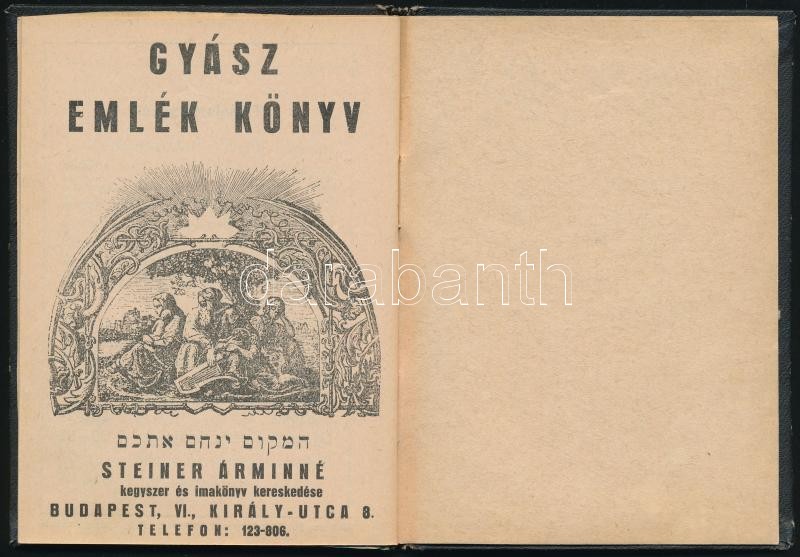 GYÁSZ
EMLÉK KÖNYV
darabanth
המקום ינחם אתכם
STEINER ÁRMINNÉ
kegyszer és imakönyv kereskedése
BUDAPEST, VI., KIRÁLY-UTCA 8.
TELEFON: 123-806.